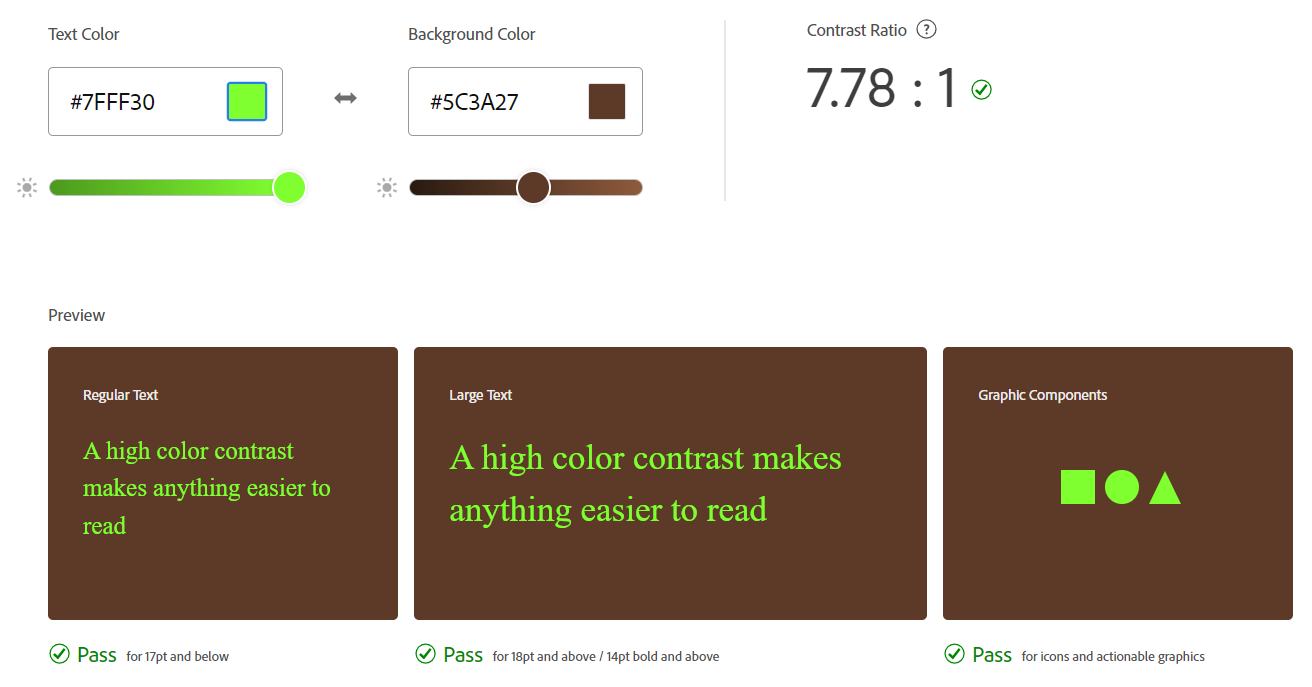 Text Color
Background Color
Contrast Ratio ?
#7FFF30
#5C3A27
7.78 : 1
Preview
Regular Text
A high color contrast
makes anything easier to
read
Large Text
A high color contrast makes
anything easier to read
Graphic Components
Pass for 17pt and below
Pass for 18pt and above / 14pt bold and above
Pass for icons and actionable graphics